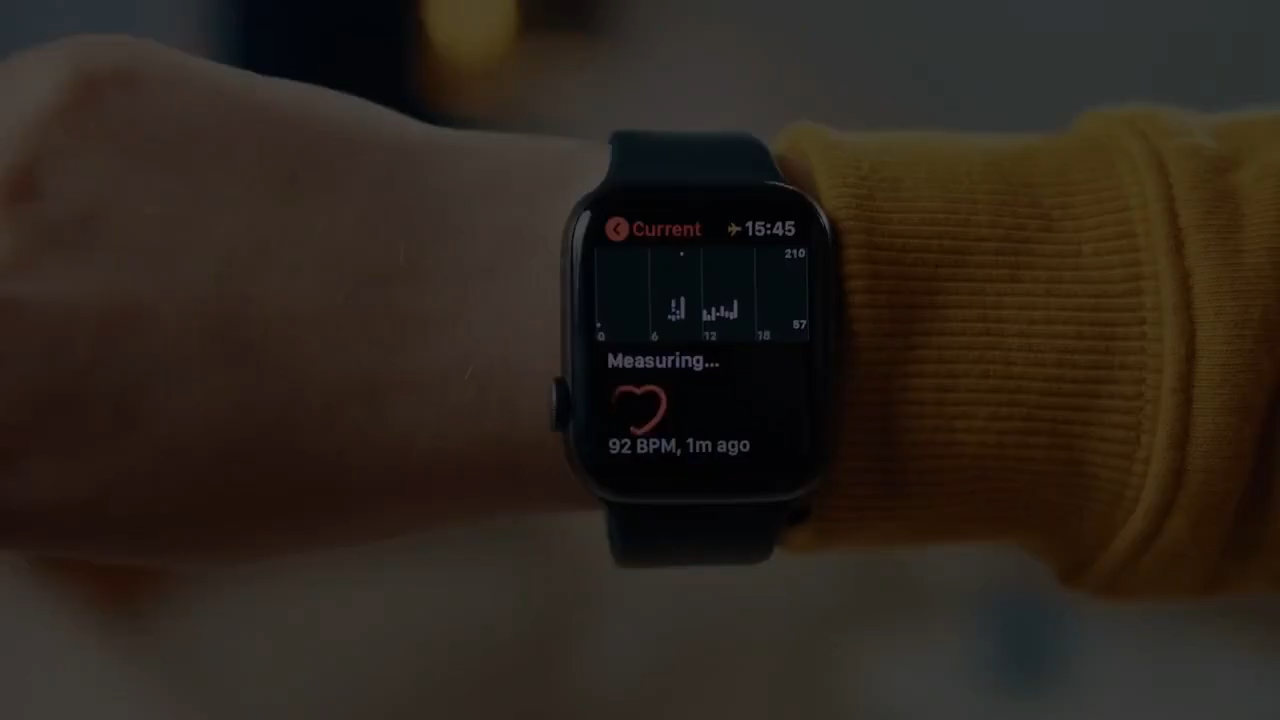 Current 15:45
210
57
0 6 12 18
Measuring...
92 BPM, 1m ago